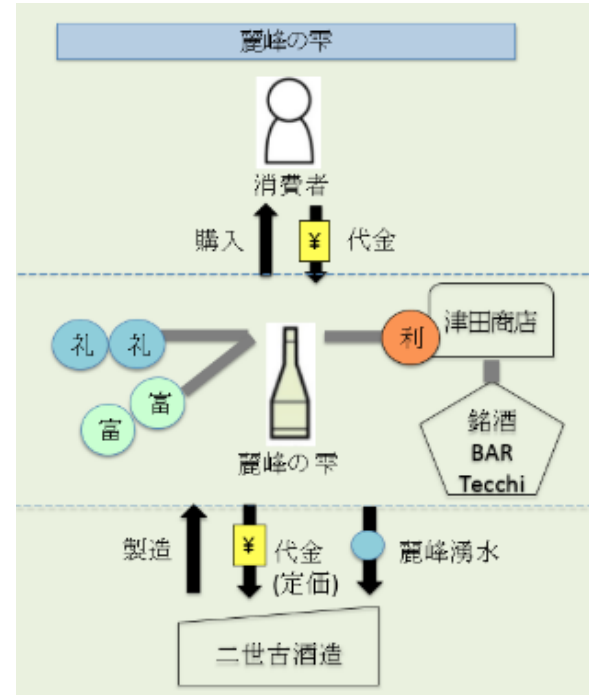 麗峰の雫
消費者
購入
¥
代金
礼
礼
富
富
利
津田商店
麗峰の雫
銘酒
BAR
Tecchi
製造
¥
代金
(定価)
麗峰湧水
二世古酒造